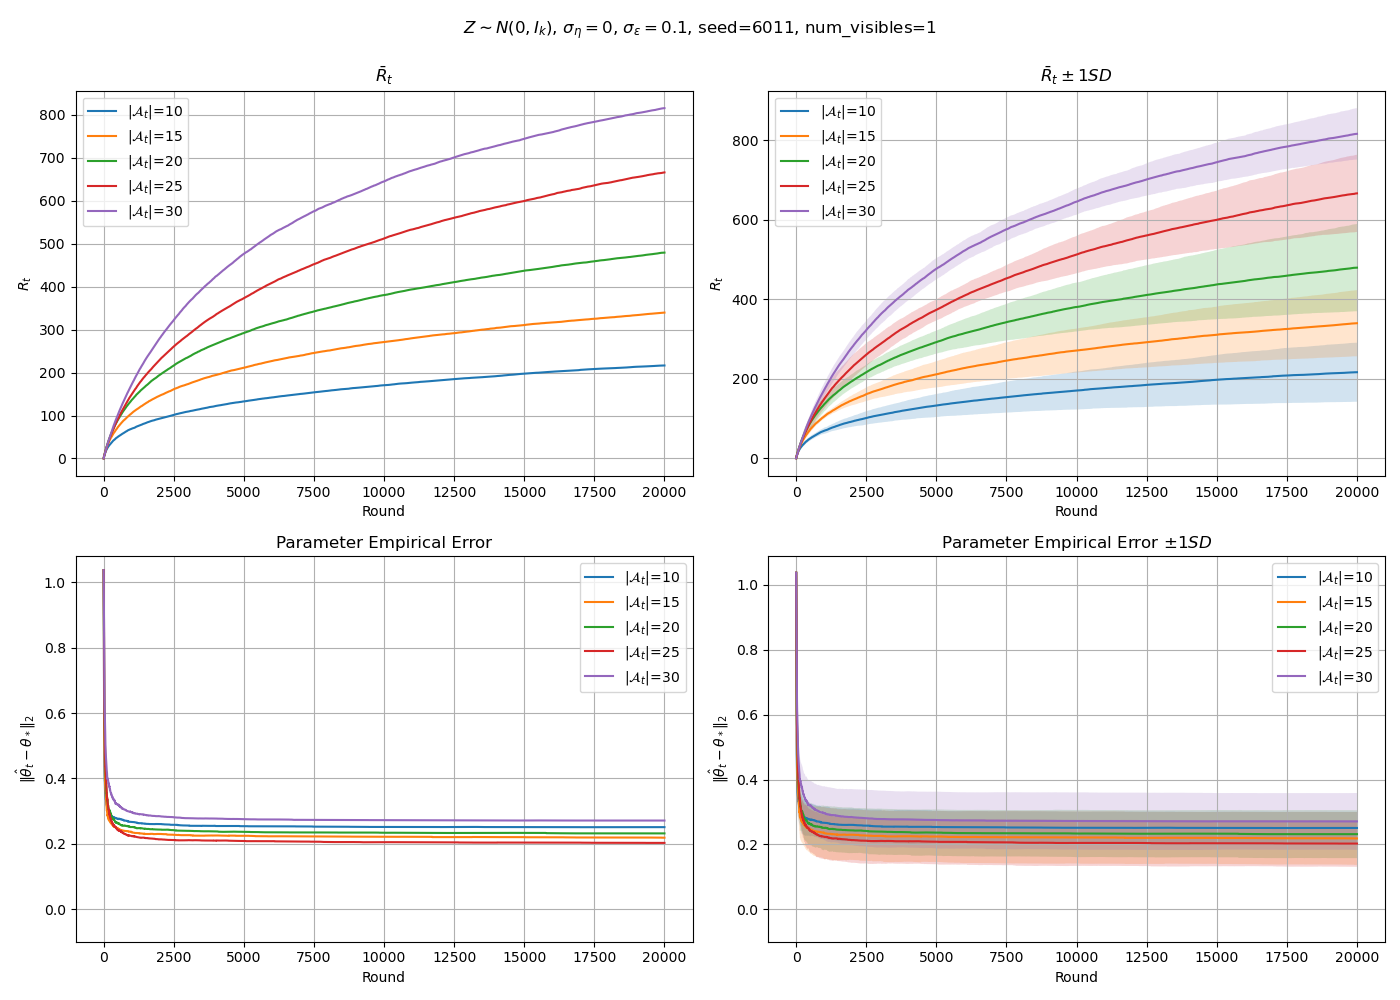 Z ∼ N(0, I_k), σ_η = 0, σ_ε = 0.1, seed=6011, num_visibles=1
R̄_t
R_t
800
700
600
500
400
300
200
100
0
|𝒜_t|=10
|𝒜_t|=15
|𝒜_t|=20
|𝒜_t|=25
|𝒜_t|=30
0 2500 5000 7500 10000 12500 15000 17500 20000
Round
R̄_t ± 1SD
R_t
800
600
400
200
0
|𝒜_t|=10
|𝒜_t|=15
|𝒜_t|=20
|𝒜_t|=25
|𝒜_t|=30
0 2500 5000 7500 10000 12500 15000 17500 20000
Round
Parameter Empirical Error
‖θ̂_t − θ_*‖_2
1.0
0.8
0.6
0.4
0.2
0.0
|𝒜_t|=10
|𝒜_t|=15
|𝒜_t|=20
|𝒜_t|=25
|𝒜_t|=30
0 2500 5000 7500 10000 12500 15000 17500 20000
Round
Parameter Empirical Error ±1SD
‖θ̂_t − θ_*‖_2
1.0
0.8
0.6
0.4
0.2
0.0
|𝒜_t|=10
|𝒜_t|=15
|𝒜_t|=20
|𝒜_t|=25
|𝒜_t|=30
0 2500 5000 7500 10000 12500 15000 17500 20000
Round